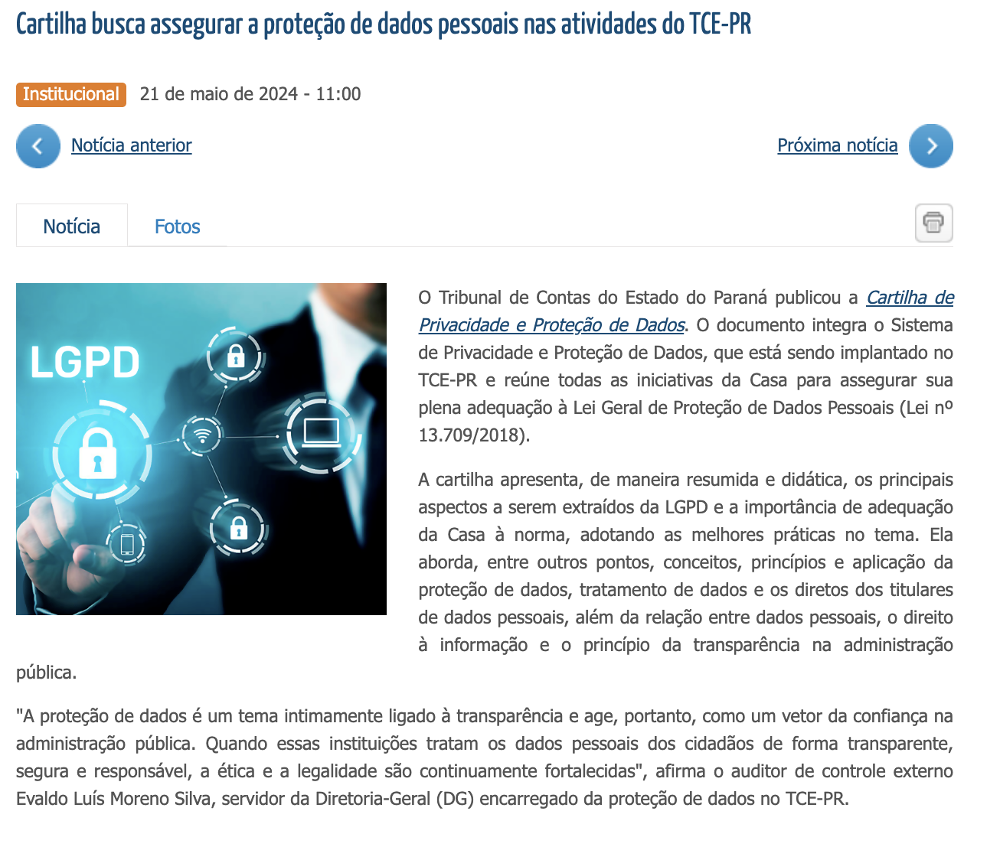 Cartilha busca assegurar a proteção de dados pessoais nas atividades do TCE-PR
Institucional 21 de maio de 2024 - 11:00
Notícia anterior
Próxima notícia
Notícia
Fotos
LGPD
O Tribunal de Contas do Estado do Paraná publicou a Cartilha de
Privacidade e Proteção de Dados. O documento integra o Sistema
de Privacidade e Proteção de Dados, que está sendo implantado no
TCE-PR e reúne todas as iniciativas da Casa para assegurar sua
plena adequação à Lei Geral de Proteção de Dados Pessoais (Lei nº
13.709/2018).
A cartilha apresenta, de maneira resumida e didática, os principais
aspectos a serem extraídos da LGPD e a importância de adequação
da Casa à norma, adotando as melhores práticas no tema. Ela
aborda, entre outros pontos, conceitos, princípios e aplicação da
proteção de dados, tratamento de dados e os diretos dos titulares
de dados pessoais, além da relação entre dados pessoais, o direito
à informação e o princípio da transparência na administração
pública.
"A proteção de dados é um tema intimamente ligado à transparência e age, portanto, como um vetor da confiança na
administração pública. Quando essas instituições tratam os dados pessoais dos cidadãos de forma transparente,
segura e responsável, a ética e a legalidade são continuamente fortalecidas", afirma o auditor de controle externo
Evaldo Luís Moreno Silva, servidor da Diretoria-Geral (DG) encarregado da proteção de dados no TCE-PR.